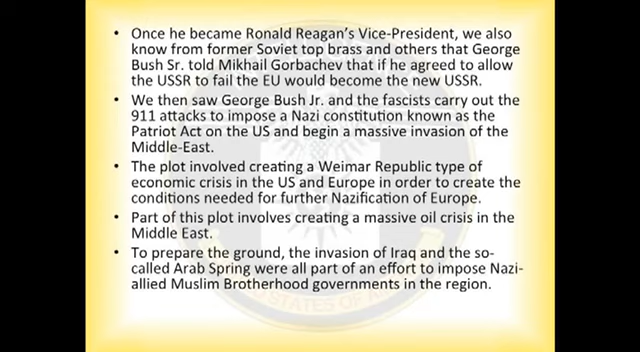 • Once he became Ronald Reagan's Vice-President, we also
know from former Soviet top brass and others that George
Bush Sr. told Mikhail Gorbachev that if he agreed to allow
the USSR to fail the EU would become the new USSR.
• We then saw George Bush Jr. and the fascists carry out the
911 attacks to impose a Nazi constitution known as the
Patriot Act on the US and begin a massive invasion of the
Middle-East.
• The plot involved creating a Weimar Republic type of
economic crisis in the US and Europe in order to create the
conditions needed for further Nazification of Europe.
• Part of this plot involves creating a massive oil crisis in the
Middle East.
• To prepare the ground, the invasion of Iraq and the so-
called Arab Spring were all part of an effort to impose Nazi-
allied Muslim Brotherhood governments in the region.